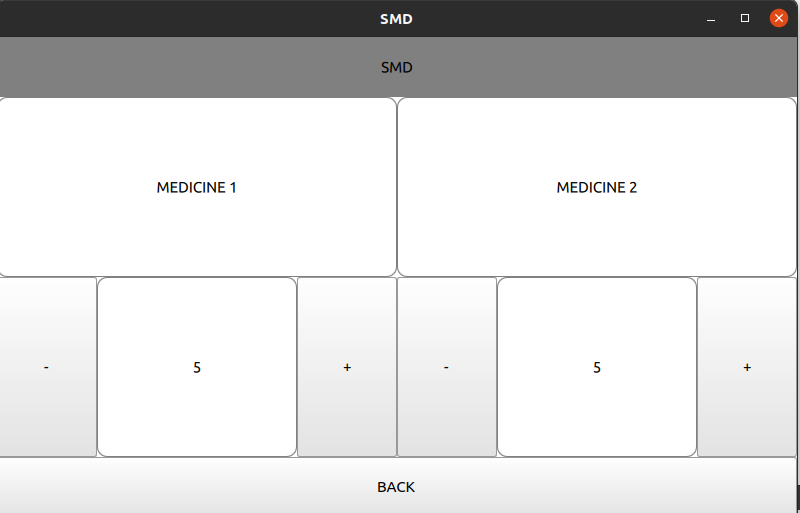 SMD
SMD
MEDICINE 1 MEDICINE 2
- 5 + - 5 +
BACK